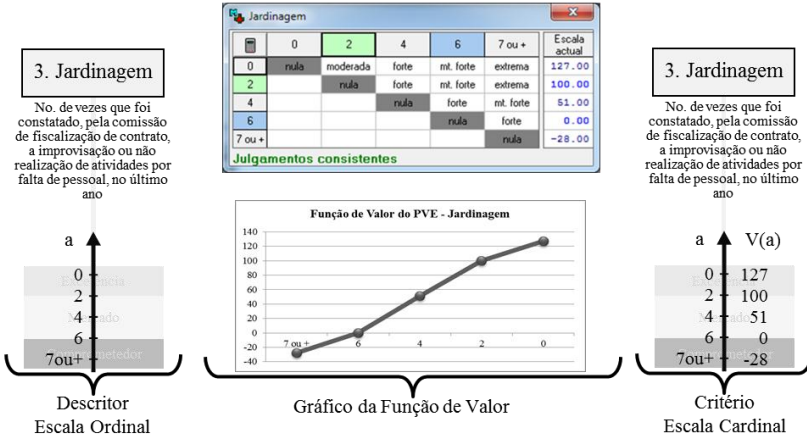 3. Jardinagem
No. de vezes que foi
constatado, pela comissão
de fiscalização de contrato,
a improvisação ou não
realização de atividades por
falta de pessoal, no último
ano
a
0
Excelência
2
4
Mercado
6
7ou+
Comprometedor
Descritor
Escala Ordinal
Jardinagem
0 2 4 6 7 ou + Escala
actual
0 nula moderada forte mt. forte extrema 127.00
2 nula forte mt. forte extrema 100.00
4 nula forte mt. forte 51.00
6 nula forte 0.00
7 ou + nula -28.00
Julgamentos consistentes
Função de Valor do PVE - Jardinagem
140
120
100
80
60
40
20
0
-20
-40
7 ou + 6 4 2 0
Gráfico da Função de Valor
3. Jardinagem
No. de vezes que foi
constatado, pela comissão
de fiscalização de contrato,
a improvisação ou não
realização de atividades por
falta de pessoal, no último
ano
a V(a)
0 127
2 100
4 51
6 0
7ou+ -28
Critério
Escala Cardinal